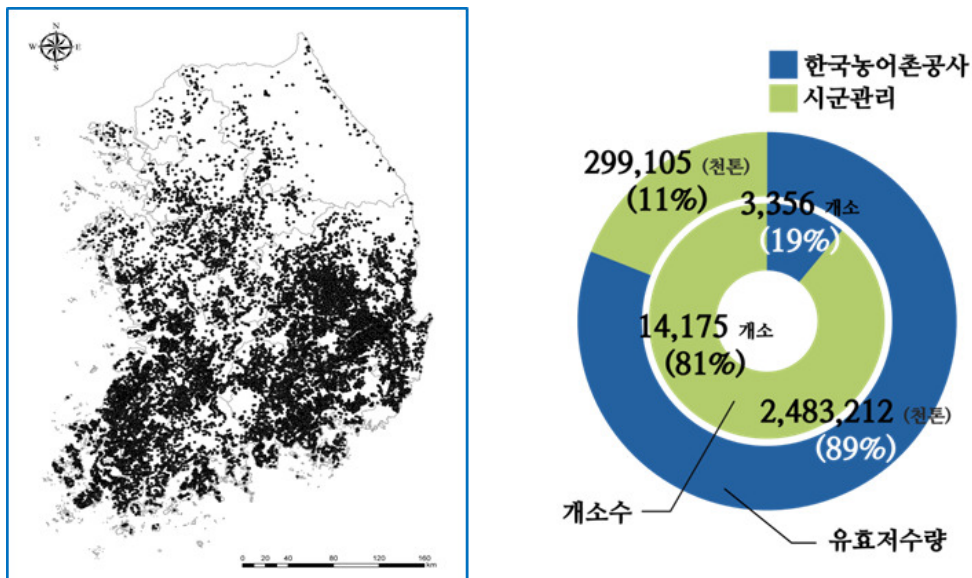 N
W
E
S
0 20 40 80 120 160
km
한국농어촌공사
시군관리
299,105 (천톤)
(11%)
3,356 개소
(19%)
14,175 개소
(81%)
2,483,212 (천톤)
(89%)
개소수
유효저수량